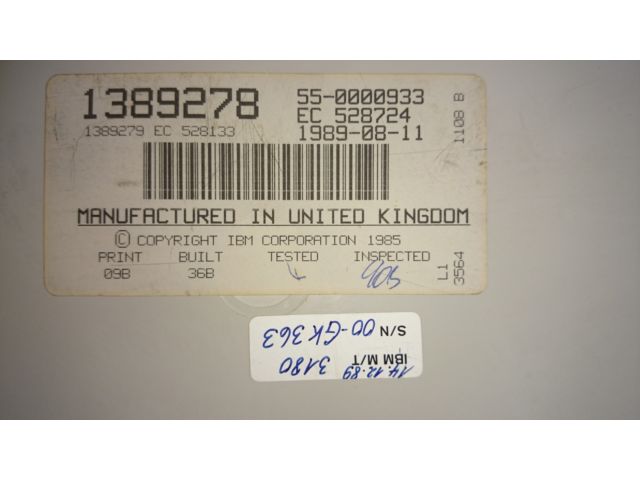 1389278
55-0000933
EC 528724
1389279 EC 528133
1989-08-11
1108 B
MANUFACTURED IN UNITED KINGDOM
© COPYRIGHT IBM CORPORATION 1985
PRINT BUILT TESTED INSPECTED
09B 36B
L1
3564
14.12.89
IBM M/T 3180
S/N 00-GK363